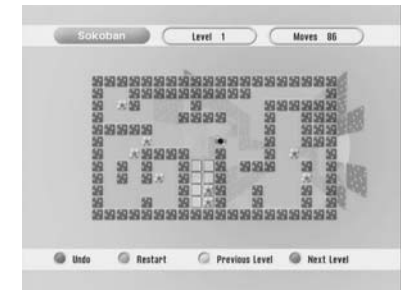 Sokoban Level 1 Moves 86
Undo Restart Previous Level Next Level